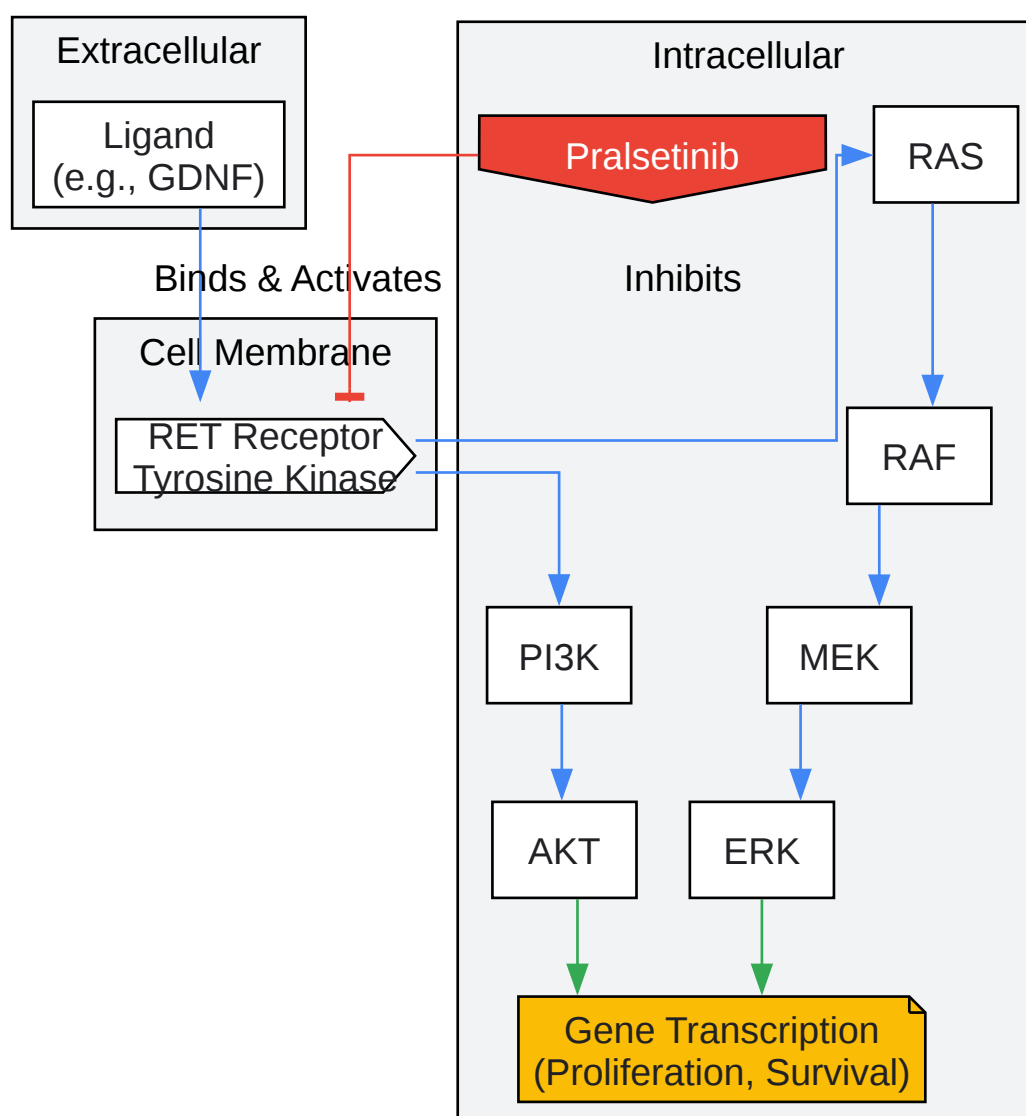 Extracellular
Ligand
(e.g., GDNF)
Binds & Activates
Cell Membrane
RET Receptor
Tyrosine Kinase
Intracellular
Pralsetinib
RAS
Inhibits
RAF
PI3K
MEK
AKT
ERK
Gene Transcription
(Proliferation, Survival)